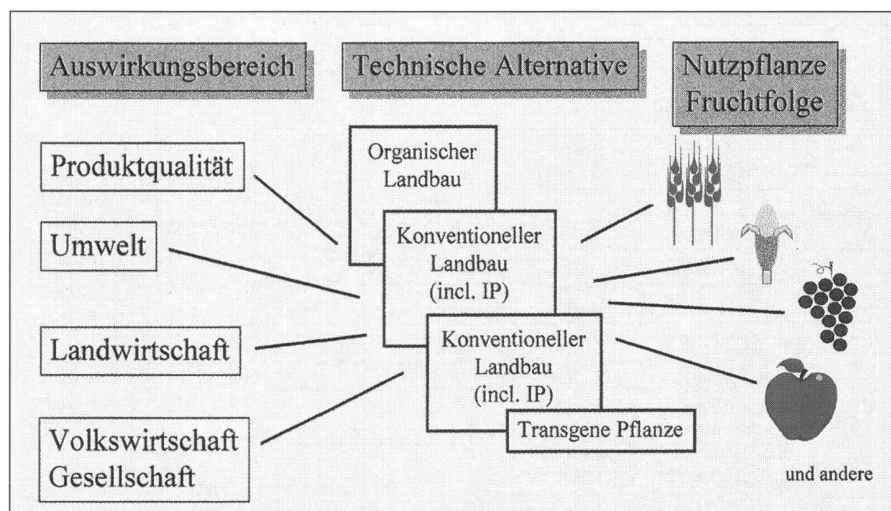 Auswirkungsbereich
Technische Alternative
Nutzpflanze
Fruchtfolge
Produktqualität
Umwelt
Landwirtschaft
Volkswirtschaft
Gesellschaft
Organischer
Landbau
Konventioneller
Landbau
(incl. IP)
Konventioneller
Landbau
(incl. IP)
Transgene Pflanze
und andere